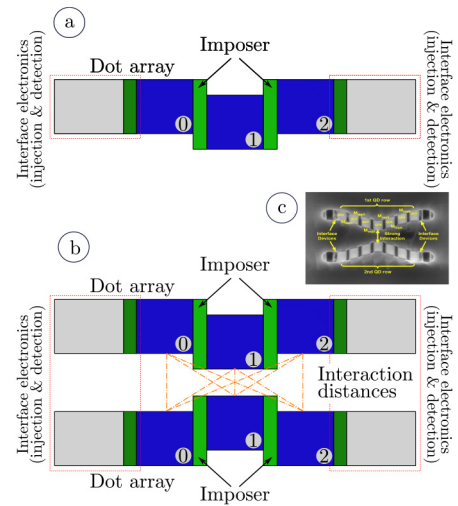 a
Imposer
Dot array
Interface electronics
(injection & detection)
Interface electronics
(injection & detection)
0
1
2
c
1st QD row
Interface
Devices
Strong
Interaction
Interface
Devices
2nd QD row
b
Imposer
Dot array
Interface electronics
(injection & detection)
Interface electronics
(injection & detection)
0
1
2
Interaction
distances
0
1
2
Dot array
Imposer